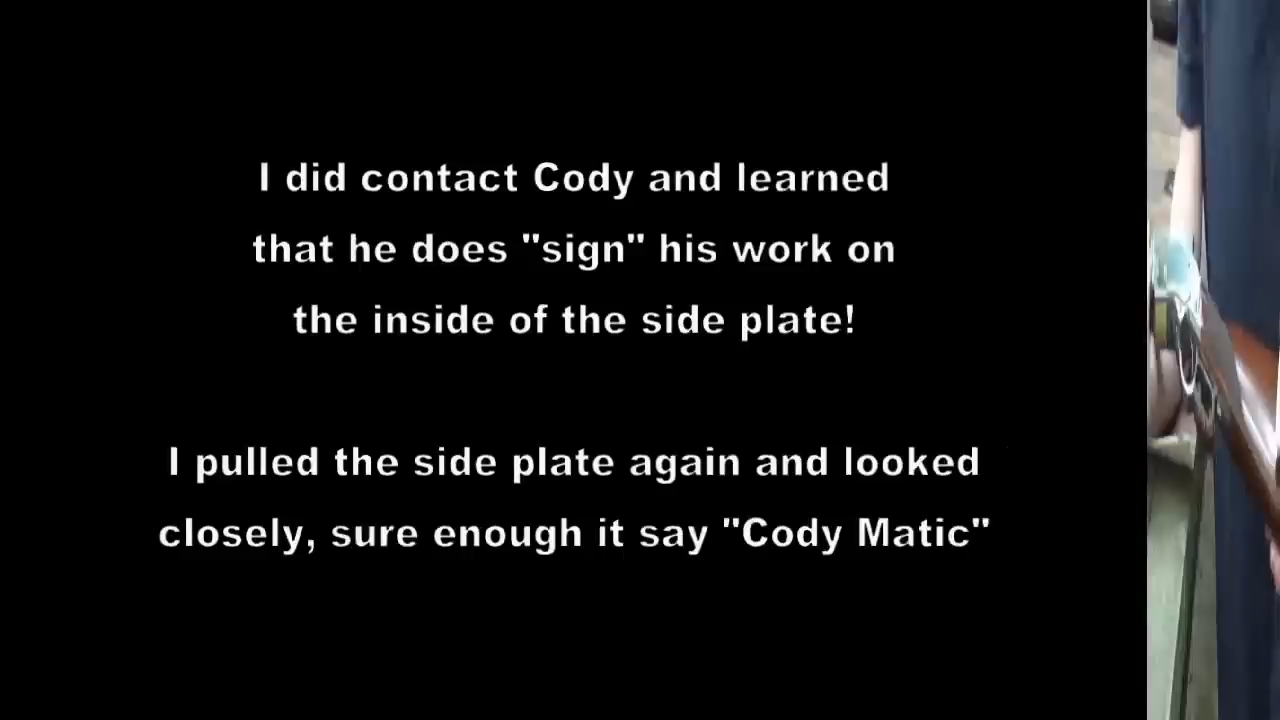 I did contact Cody and learned
that he does "sign" his work on
the inside of the side plate!
I pulled the side plate again and looked
closely, sure enough it say "Cody Matic"